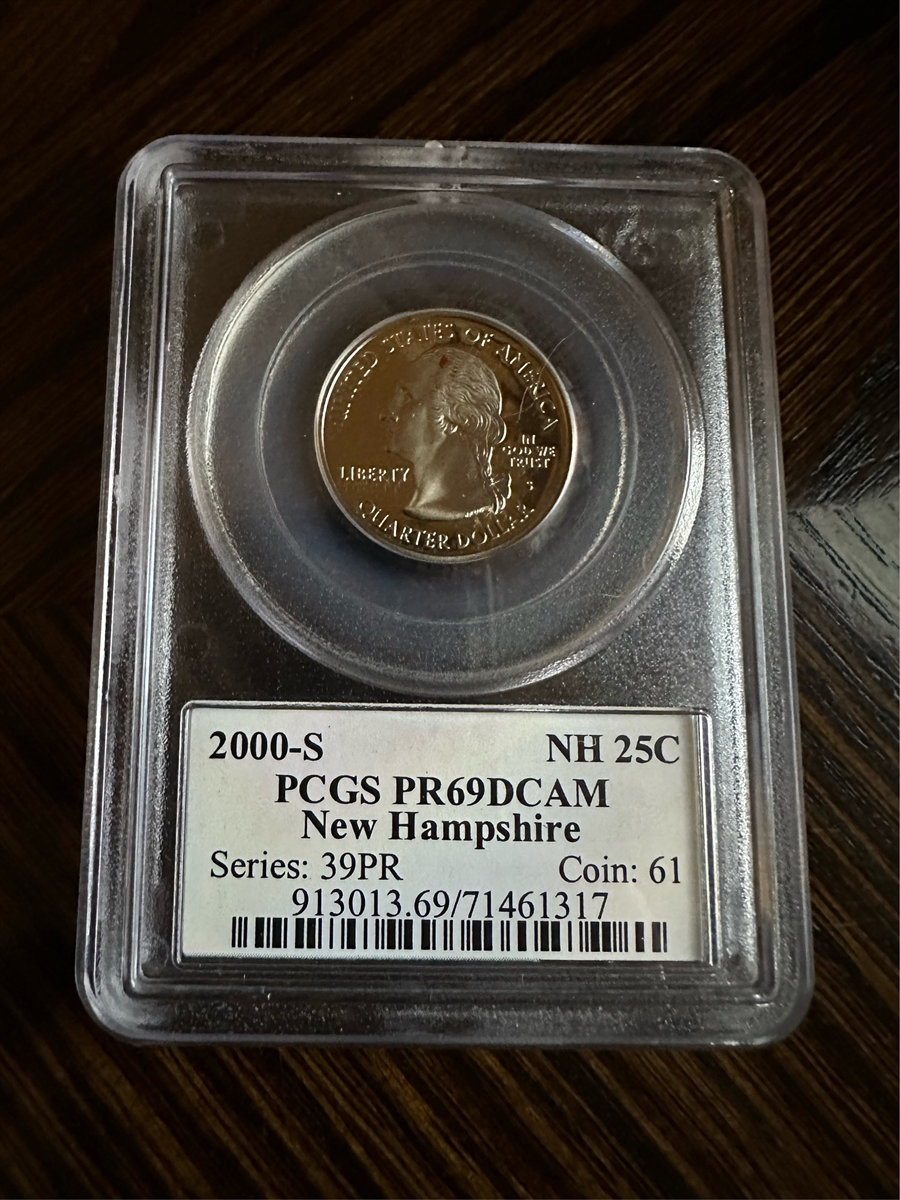 UNITED STATES OF AMERICA
IN
GOD WE
TRUST
LIBERTY
S
QUARTER DOLLAR
2000-S NH 25C
PCGS PR69DCAM
New Hampshire
Series: 39PR Coin: 61
913013.69/71461317